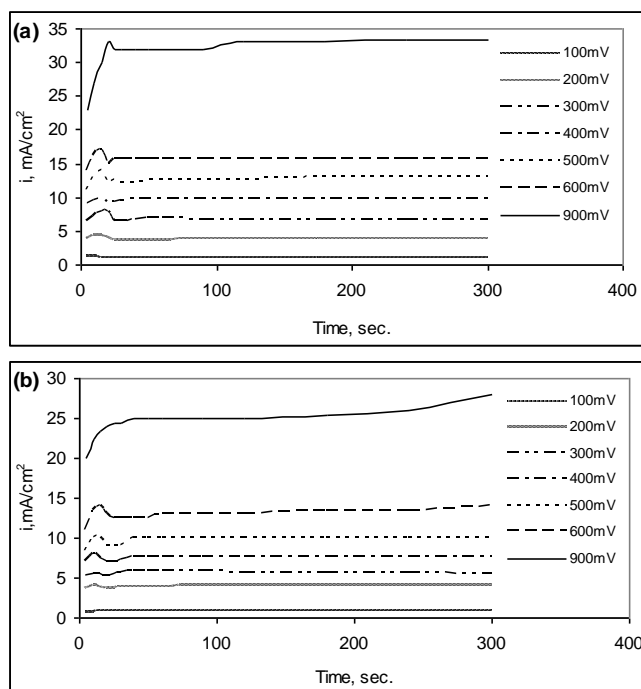 (a)
35
30
25
20
15
10
5
0
i, mA/cm²
0 100 200 300 400
Time, sec.
100mV
200mV
300mV
400mV
500mV
600mV
900mV
(b)
30
25
20
15
10
5
0
i,mA/cm²
0 100 200 300 400
Time, sec.
100mV
200mV
300mV
400mV
500mV
600mV
900mV